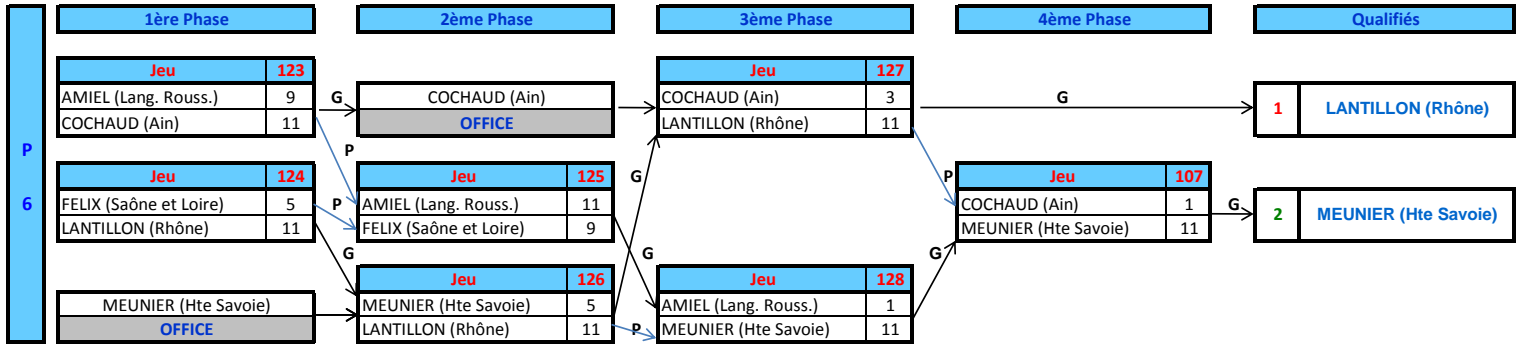 1ère Phase 2ème Phase 3ème Phase 4ème Phase Qualifiés
P 6
Jeu 123
AMIEL (Lang. Rouss.) 9
COCHAUD (Ain) 11
G
P
COCHAUD (Ain)
OFFICE
Jeu 127
COCHAUD (Ain) 3
LANTILLON (Rhône) 11
G
1 LANTILLON (Rhône)
Jeu 124
FELIX (Saône et Loire) 5
LANTILLON (Rhône) 11
P
G
Jeu 125
AMIEL (Lang. Rouss.) 11
FELIX (Saône et Loire) 9
G
G
P
Jeu 107
COCHAUD (Ain) 1
MEUNIER (Hte Savoie) 11
G
2 MEUNIER (Hte Savoie)
MEUNIER (Hte Savoie)
OFFICE
Jeu 126
MEUNIER (Hte Savoie) 5
LANTILLON (Rhône) 11
P
Jeu 128
AMIEL (Lang. Rouss.) 1
MEUNIER (Hte Savoie) 11
G